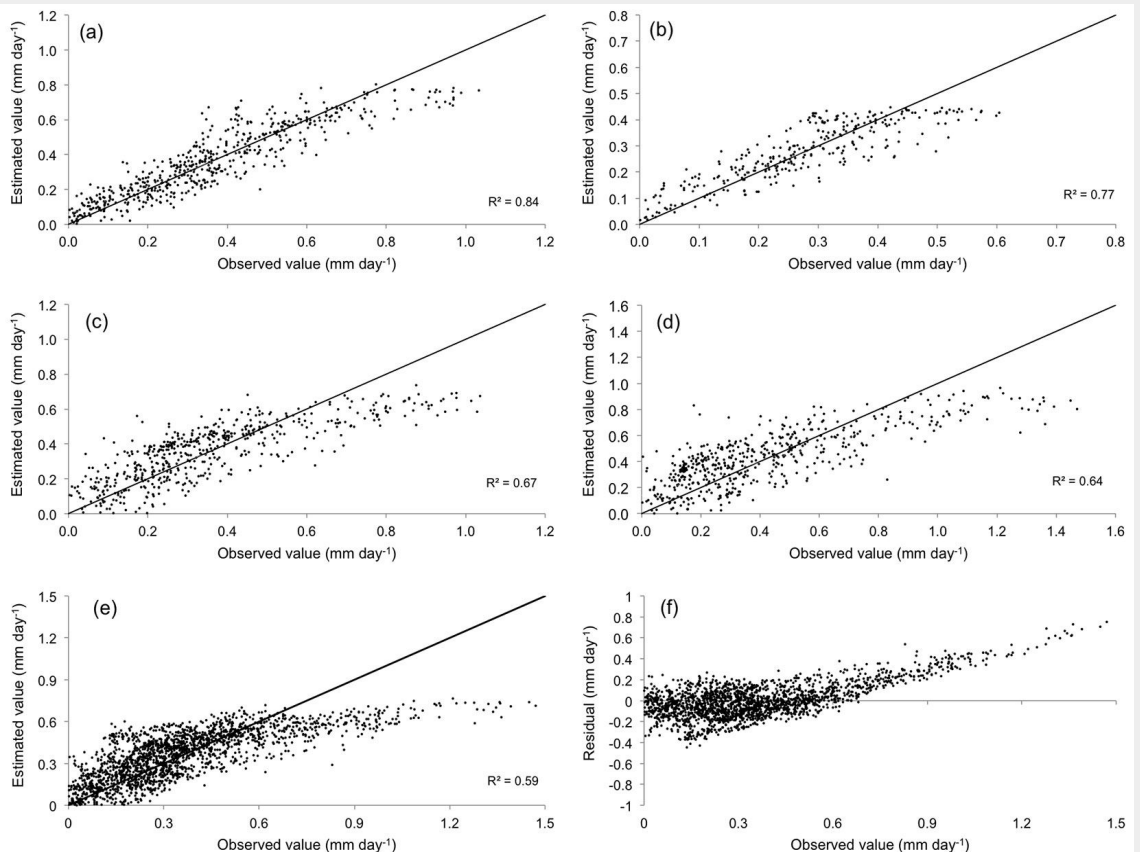 (a)
Estimated value (mm day⁻¹)
1.2
1.0
0.8
0.6
0.4
0.2
0.0
R² = 0.84
0.0 0.2 0.4 0.6 0.8 1.0 1.2
Observed value (mm day⁻¹)
(b)
Estimated value (mm day⁻¹)
0.8
0.7
0.6
0.5
0.4
0.3
0.2
0.1
0.0
R² = 0.77
0.0 0.1 0.2 0.3 0.4 0.5 0.6 0.7 0.8
Observed value (mm day⁻¹)
(c)
Estimated value (mm day⁻¹)
1.2
1.0
0.8
0.6
0.4
0.2
0.0
R² = 0.67
0.0 0.2 0.4 0.6 0.8 1.0 1.2
Observed value (mm day⁻¹)
(d)
Estimated value (mm day⁻¹)
1.6
1.4
1.2
1.0
0.8
0.6
0.4
0.2
0.0
R² = 0.64
0.0 0.2 0.4 0.6 0.8 1.0 1.2 1.4 1.6
Observed value (mm day⁻¹)
(e)
Estimated value (mm day⁻¹)
1.5
1.2
0.9
0.6
0.3
0
R² = 0.59
0 0.3 0.6 0.9 1.2 1.5
Observed value (mm day⁻¹)
(f)
Residual (mm day⁻¹)
1
0.8
0.6
0.4
0.2
0
-0.2
-0.4
-0.6
-0.8
-1
0 0.3 0.6 0.9 1.2 1.5
Observed value (mm day⁻¹)